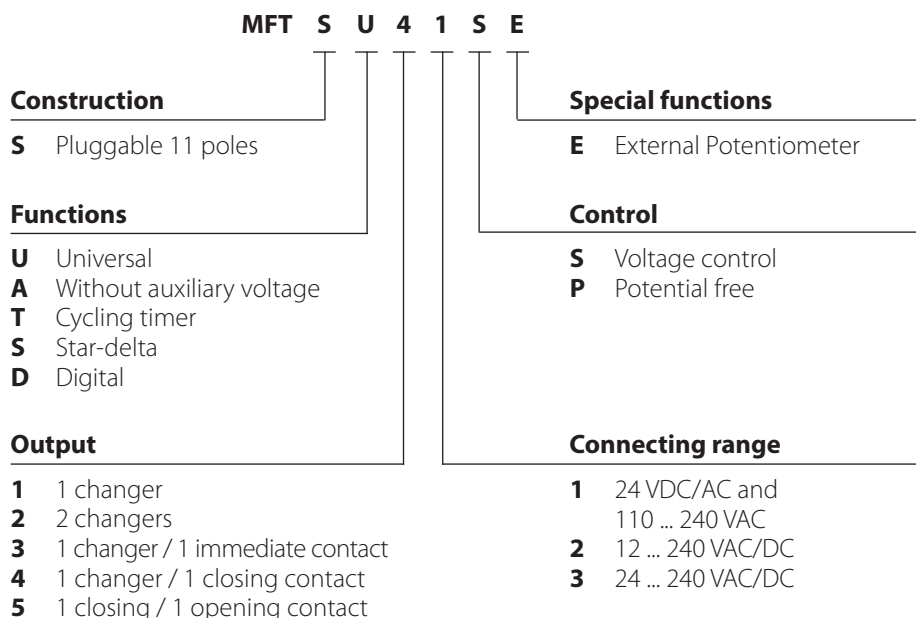 MFT S U 4 1 S E
Construction
S Pluggable 11 poles
Functions
U Universal
A Without auxiliary voltage
T Cycling timer
S Star-delta
D Digital
Output
1 1 changer
2 2 changers
3 1 changer / 1 immediate contact
4 1 changer / 1 closing contact
5 1 closing / 1 opening contact
Special functions
E External Potentiometer
Control
S Voltage control
P Potential free
Connecting range
1 24 VDC/AC and
110 ... 240 VAC
2 12 ... 240 VAC/DC
3 24 ... 240 VAC/DC